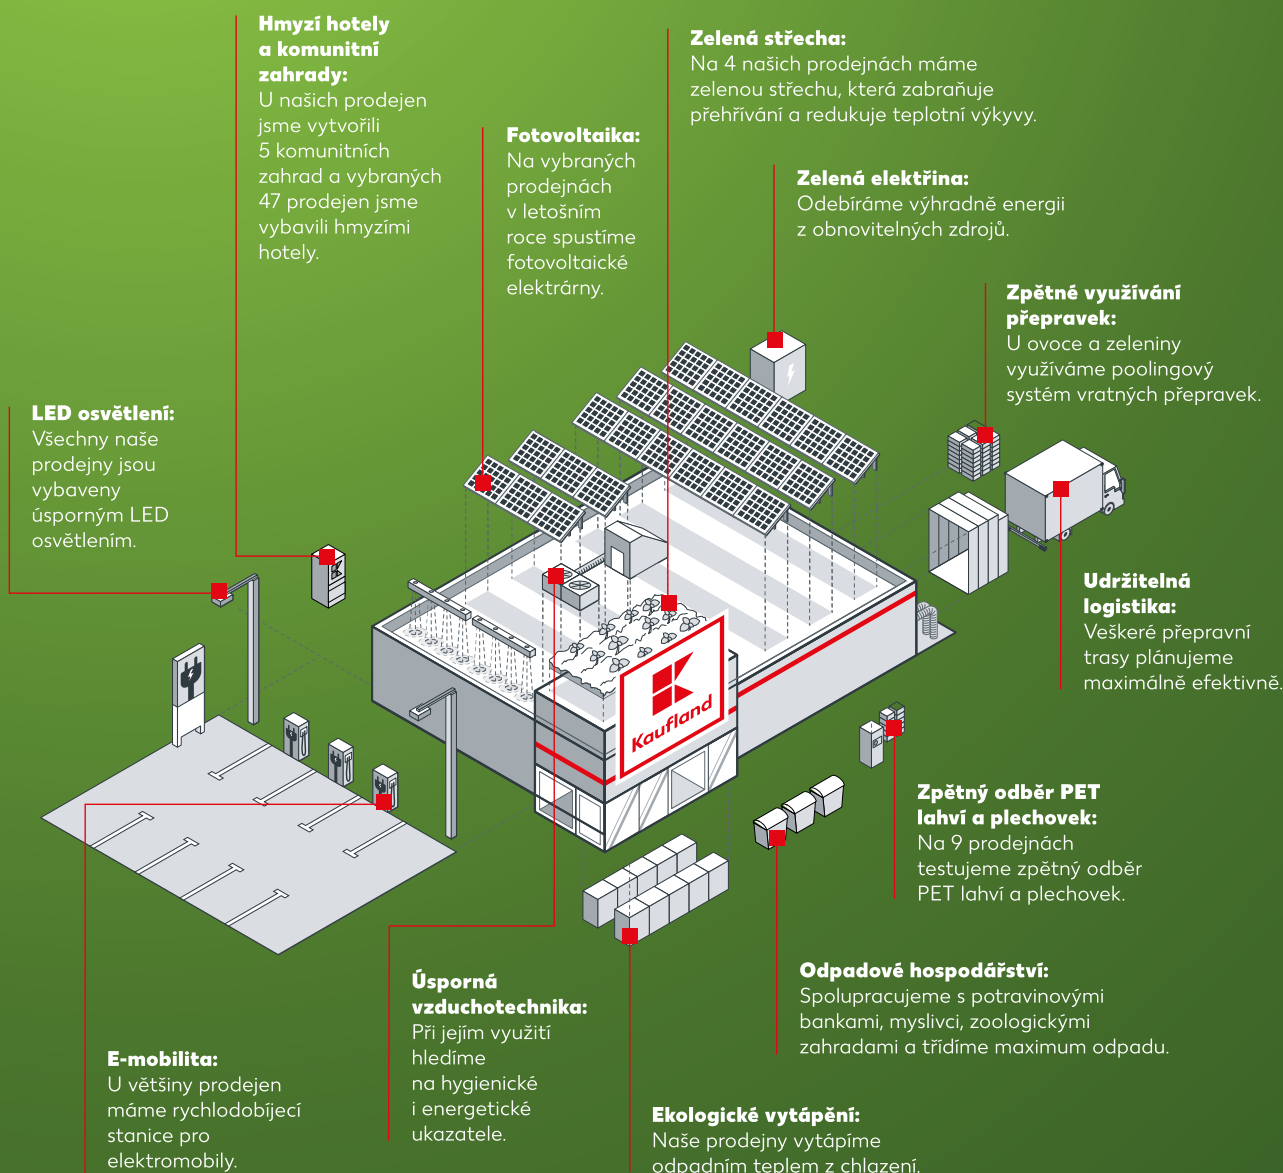 Hmyzí hotely
a komunitní
zahrady:
U našich prodejen
jsme vytvořili
5 komunitních
zahrad a vybraných
47 prodejen jsme
vybavili hmyzími
hotely.
Zelená střecha:
Na 4 našich prodejnách máme
zelenou střechu, která zabraňuje
přehřívání a redukuje teplotní výkyvy.
Fotovoltaika:
Na vybraných
prodejnách
v letošním
roce spustíme
fotovoltaické
elektrárny.
Zelená elektřina:
Odebíráme výhradně energii
z obnovitelných zdrojů.
Zpětné využívání
přepravek:
U ovoce a zeleniny
využíváme poolingový
systém vratných přepravek.
LED osvětlení:
Všechny naše
prodejny jsou
vybaveny
úsporným LED
osvětlením.
Udržitelná
logistika:
Veškeré přepravní
trasy plánujeme
maximálně efektivně.
Kaufland
Zpětný odběr PET
lahví a plechovek:
Na 9 prodejnách
testujeme zpětný odběr
PET lahví a plechovek.
Odpadové hospodářství:
Spolupracujeme s potravinovými
bankami, myslivci, zoologickými
zahradami a třídíme maximum odpadu.
Úsporná
vzduchotechnika:
Při jejím využití
hledíme
na hygienické
i energetické
ukazatele.
E-mobilita:
U většiny prodejen
máme rychlodobíjecí
stanice pro
elektromobily.
Ekologické vytápění:
Naše prodejny vytápíme
odpadním teplem z chlazení.